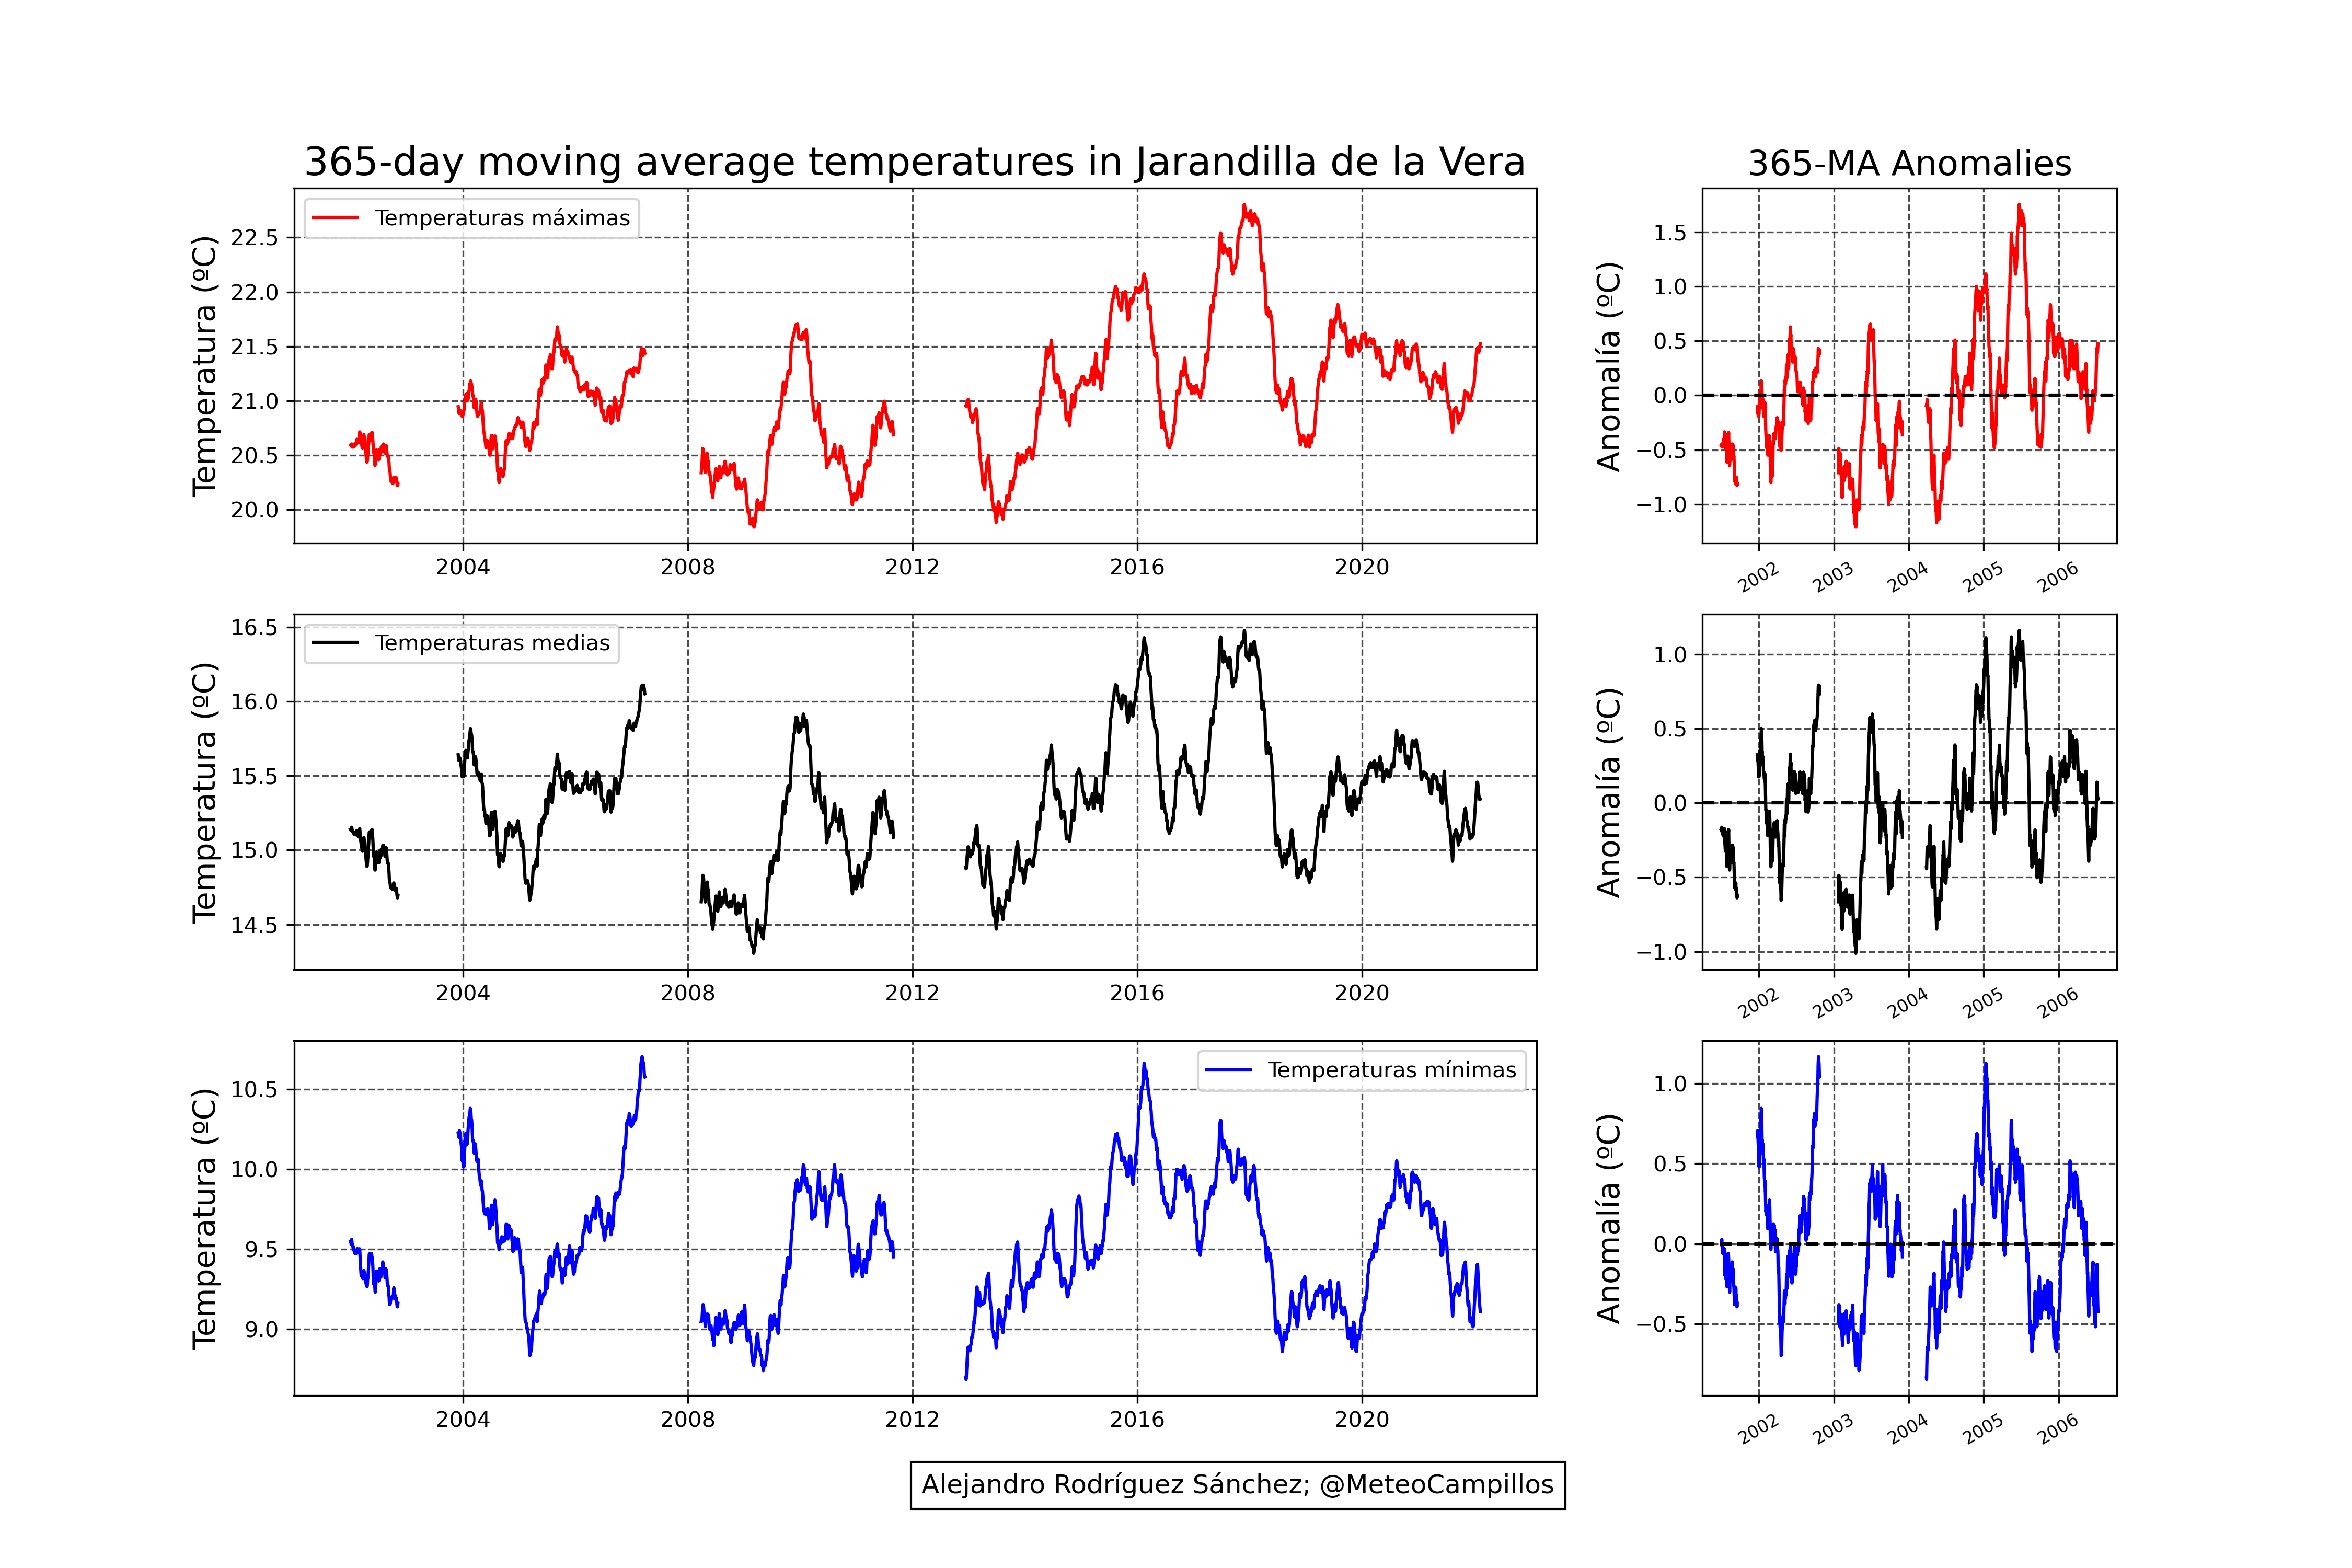 365-day moving average temperatures in Jarandilla de la Vera
Temperatura (ºC)
22.5
22.0
21.5
21.0
20.5
20.0
Temperaturas máximas
2004 2008 2012 2016 2020
365-MA Anomalies
Anomalía (ºC)
1.5
1.0
0.5
0.0
−0.5
−1.0
2002 2003 2004 2005 2006
Temperatura (ºC)
16.5
16.0
15.5
15.0
14.5
Temperaturas medias
2004 2008 2012 2016 2020
Anomalía (ºC)
1.0
0.5
0.0
−0.5
−1.0
2002 2003 2004 2005 2006
Temperatura (ºC)
10.5
10.0
9.5
9.0
Temperaturas mínimas
2004 2008 2012 2016 2020
Anomalía (ºC)
1.0
0.5
0.0
−0.5
2002 2003 2004 2005 2006
Alejandro Rodríguez Sánchez; @MeteoCampillos